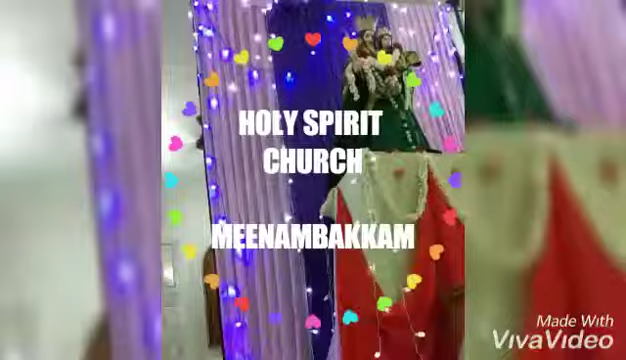 HOLY SPIRIT
CHURCH
MEENAMBAKKAM
Made With
VivaVideo